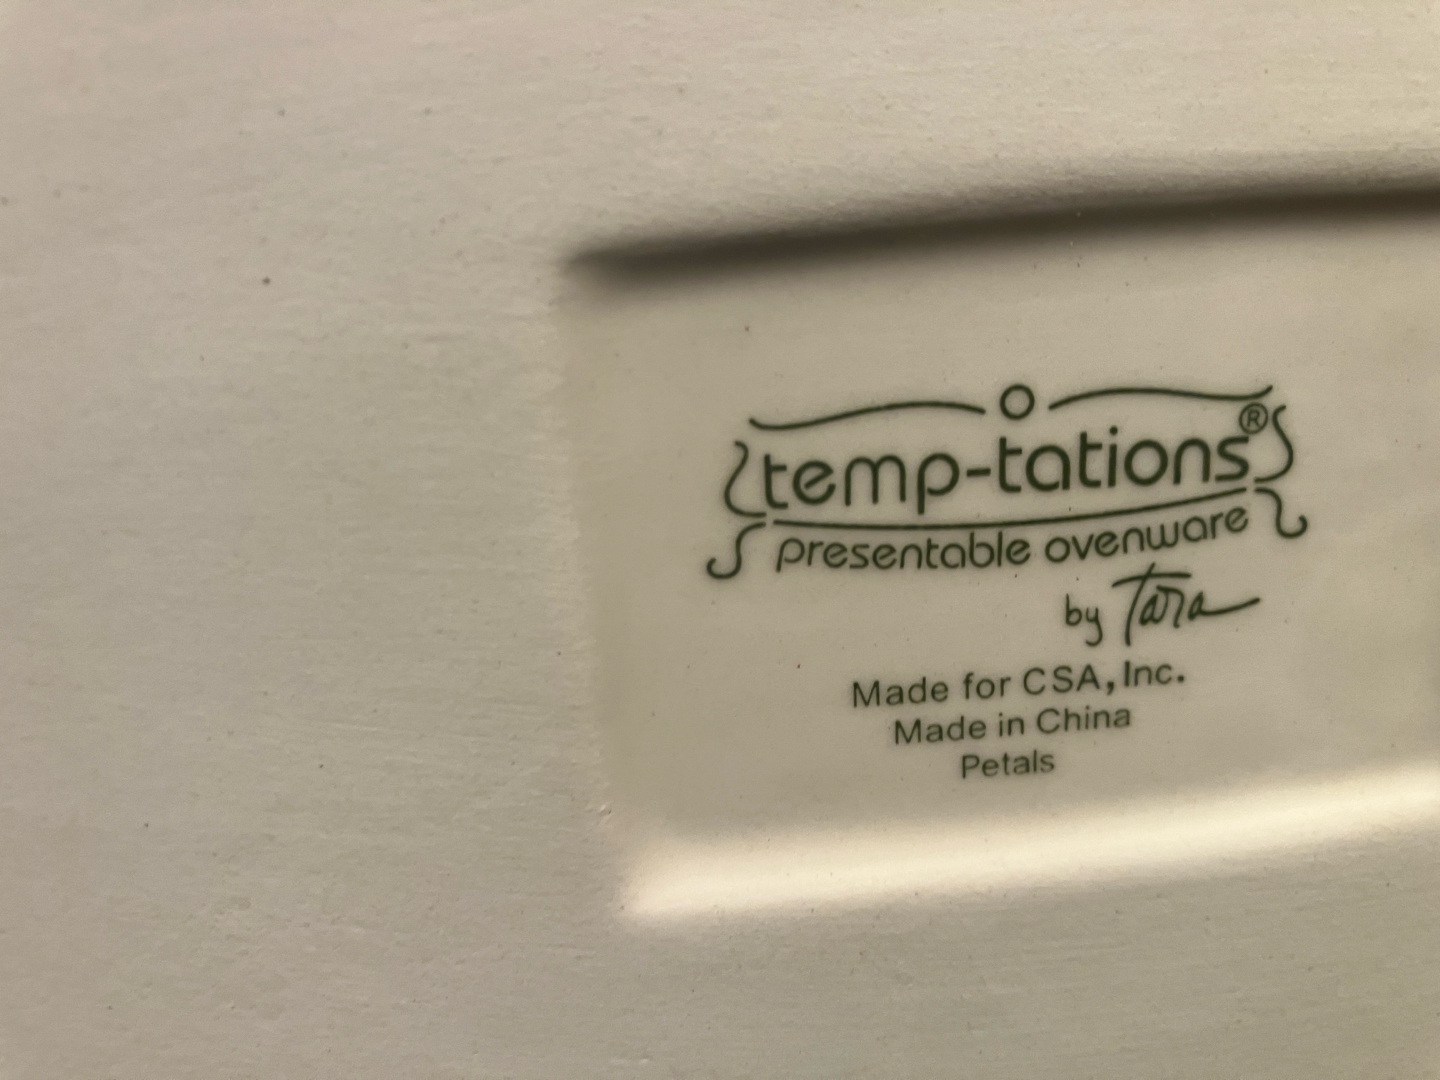 temp-tations®
presentable ovenware
by Tara
Made for CSA, Inc.
Made in China
Petals